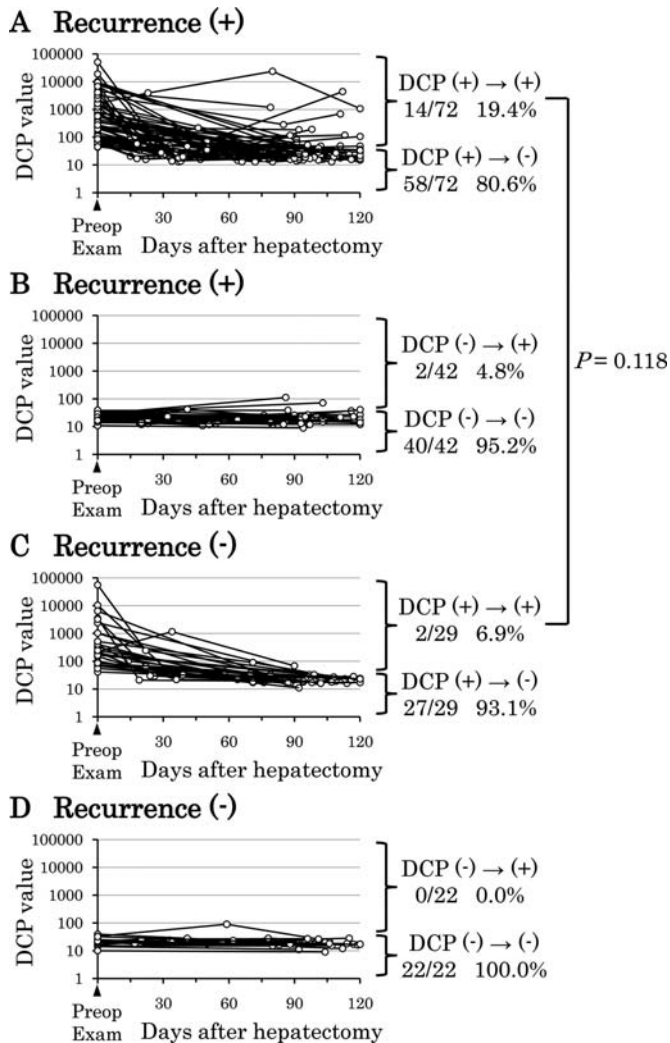 A Recurrence (+)
DCP value
100000
10000
1000
100
10
1
30
60
90
120
Preop
Exam
Days after hepatectomy
DCP (+) → (+)
14/72 19.4%
DCP (+) → (-)
58/72 80.6%
B Recurrence (+)
DCP value
100000
10000
1000
100
10
1
30
60
90
120
Preop
Exam
Days after hepatectomy
DCP (-) → (+)
2/42 4.8%
DCP (-) → (-)
40/42 95.2%
P = 0.118
C Recurrence (-)
DCP value
100000
10000
1000
100
10
1
30
60
90
120
Preop
Exam
Days after hepatectomy
DCP (+) → (+)
2/29 6.9%
DCP (+) → (-)
27/29 93.1%
D Recurrence (-)
DCP value
100000
10000
1000
100
10
1
30
60
90
120
Preop
Exam
Days after hepatectomy
DCP (-) → (+)
0/22 0.0%
DCP (-) → (-)
22/22 100.0%